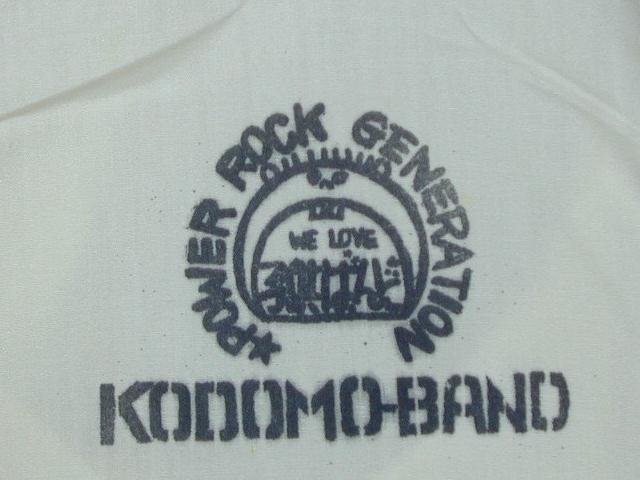 ★POWER ROCK GENERATION
WE LOVE
KODOMO-BAND